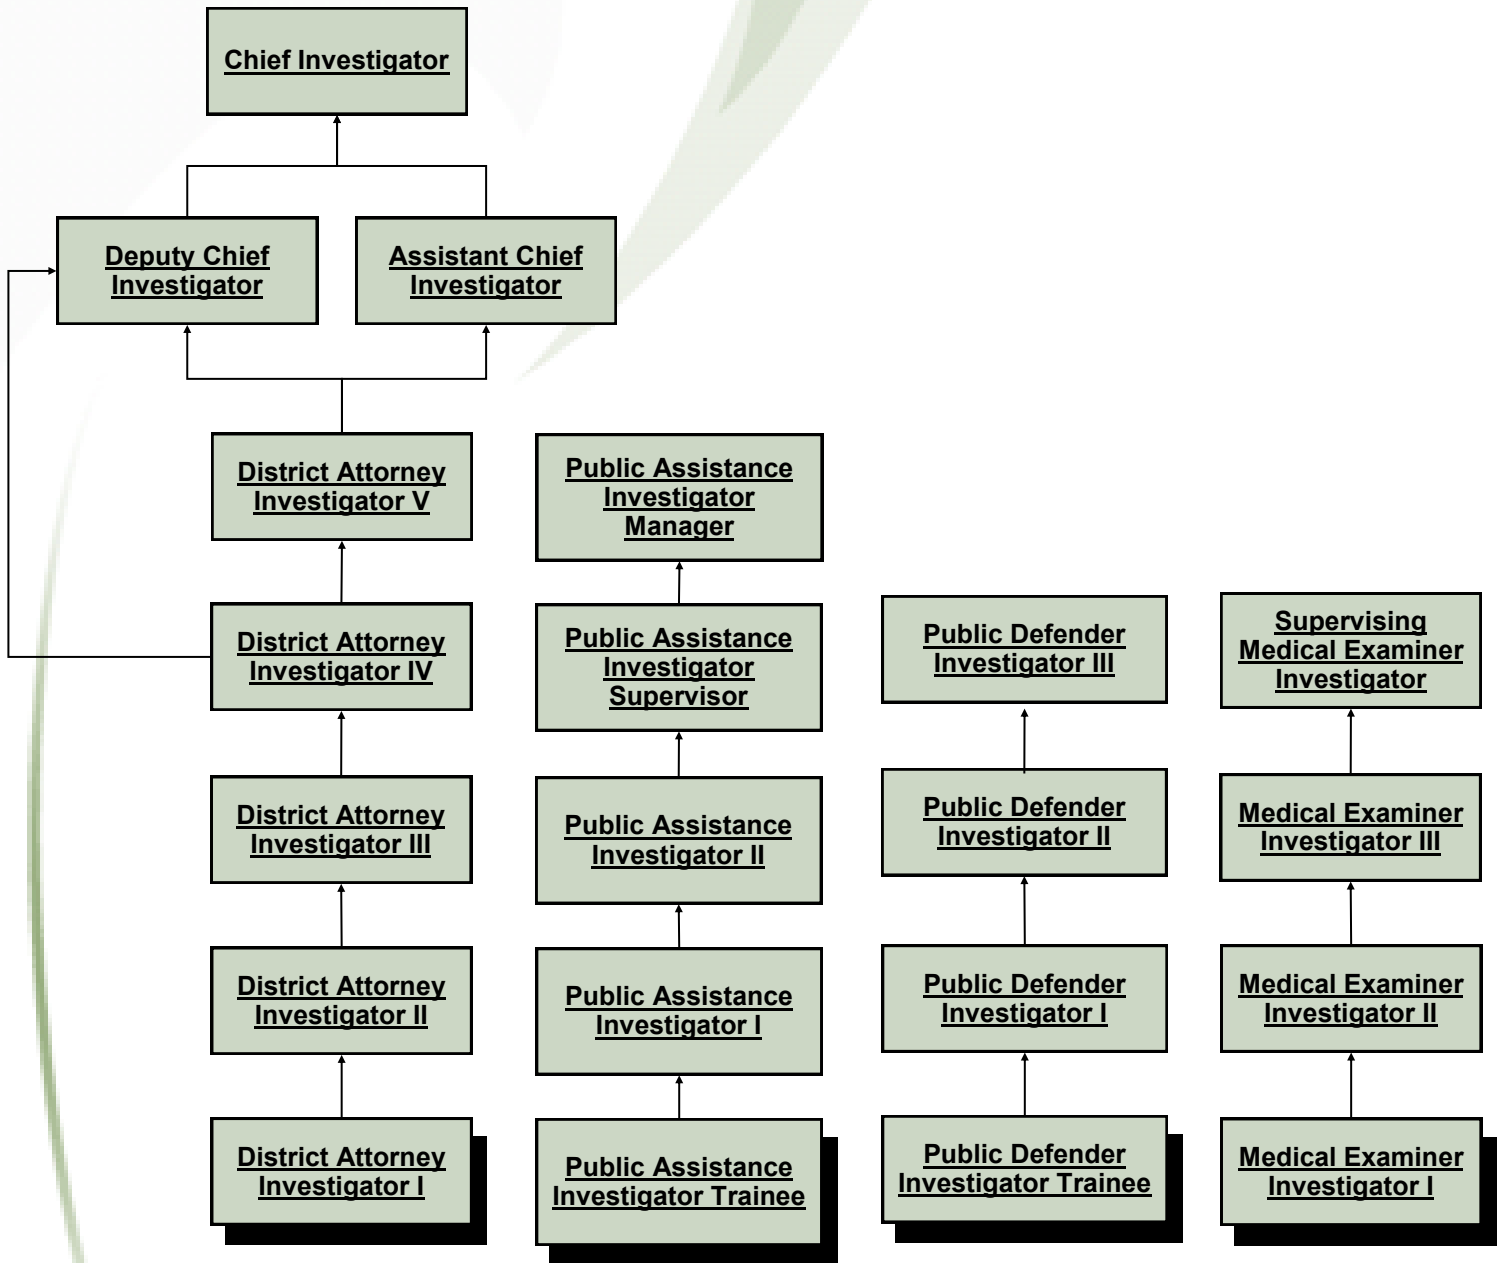 Chief Investigator
Deputy Chief
Investigator
Assistant Chief
Investigator
District Attorney
Investigator V
Public Assistance
Investigator
Manager
District Attorney
Investigator IV
Public Assistance
Investigator
Supervisor
Public Defender
Investigator III
Supervising
Medical Examiner
Investigator
District Attorney
Investigator III
Public Assistance
Investigator II
Public Defender
Investigator II
Medical Examiner
Investigator III
District Attorney
Investigator II
Public Assistance
Investigator I
Public Defender
Investigator I
Medical Examiner
Investigator II
District Attorney
Investigator I
Public Assistance
Investigator Trainee
Public Defender
Investigator Trainee
Medical Examiner
Investigator I